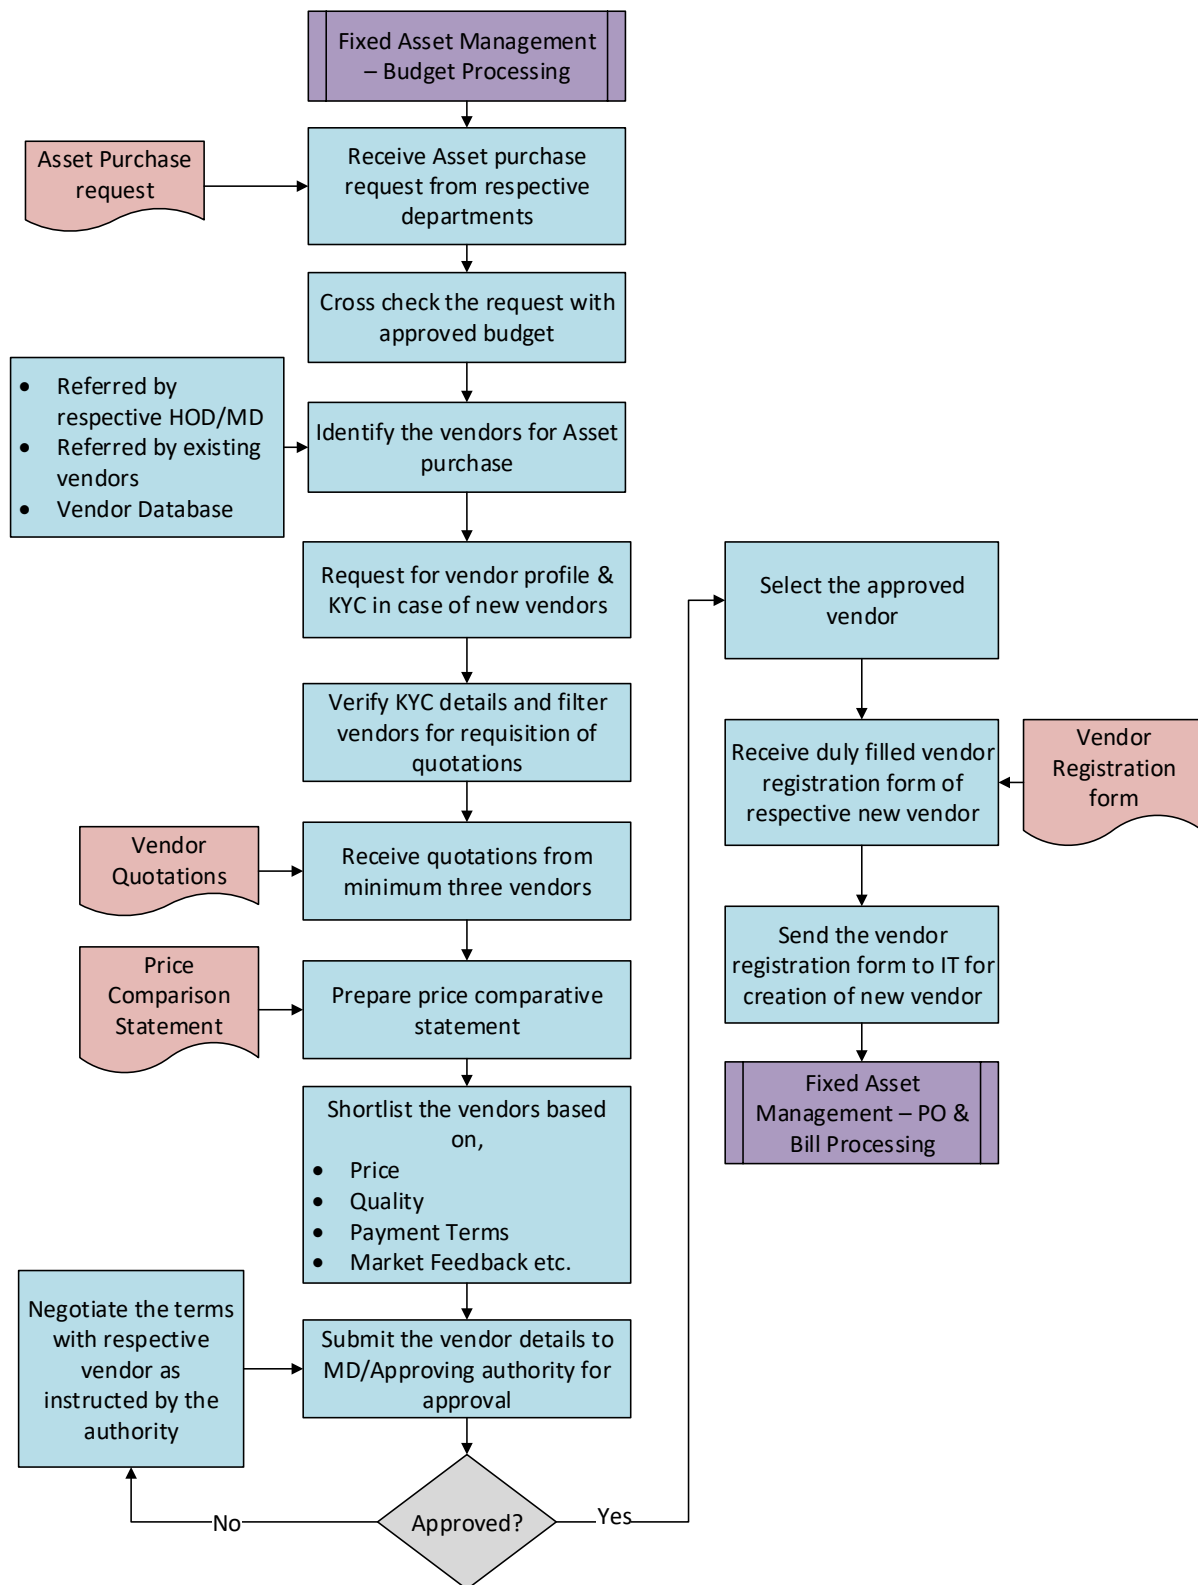 Fixed Asset Management
– Budget Processing
Asset Purchase
request
Receive Asset purchase
request from respective
departments
Cross check the request with
approved budget
• Referred by
respective HOD/MD
• Referred by existing
vendors
• Vendor Database
Identify the vendors for Asset
purchase
Request for vendor profile &
KYC in case of new vendors
Verify KYC details and filter
vendors for requisition of
quotations
Vendor
Quotations
Receive quotations from
minimum three vendors
Price
Comparison
Statement
Prepare price comparative
statement
Shortlist the vendors based
on,
• Price
• Quality
• Payment Terms
• Market Feedback etc.
Negotiate the terms
with respective
vendor as
instructed by the
authority
Submit the vendor details to
MD/Approving authority for
approval
No
Approved?
Yes
Select the approved
vendor
Receive duly filled vendor
registration form of
respective new vendor
Vendor
Registration
form
Send the vendor
registration form to IT for
creation of new vendor
Fixed Asset
Management – PO &
Bill Processing